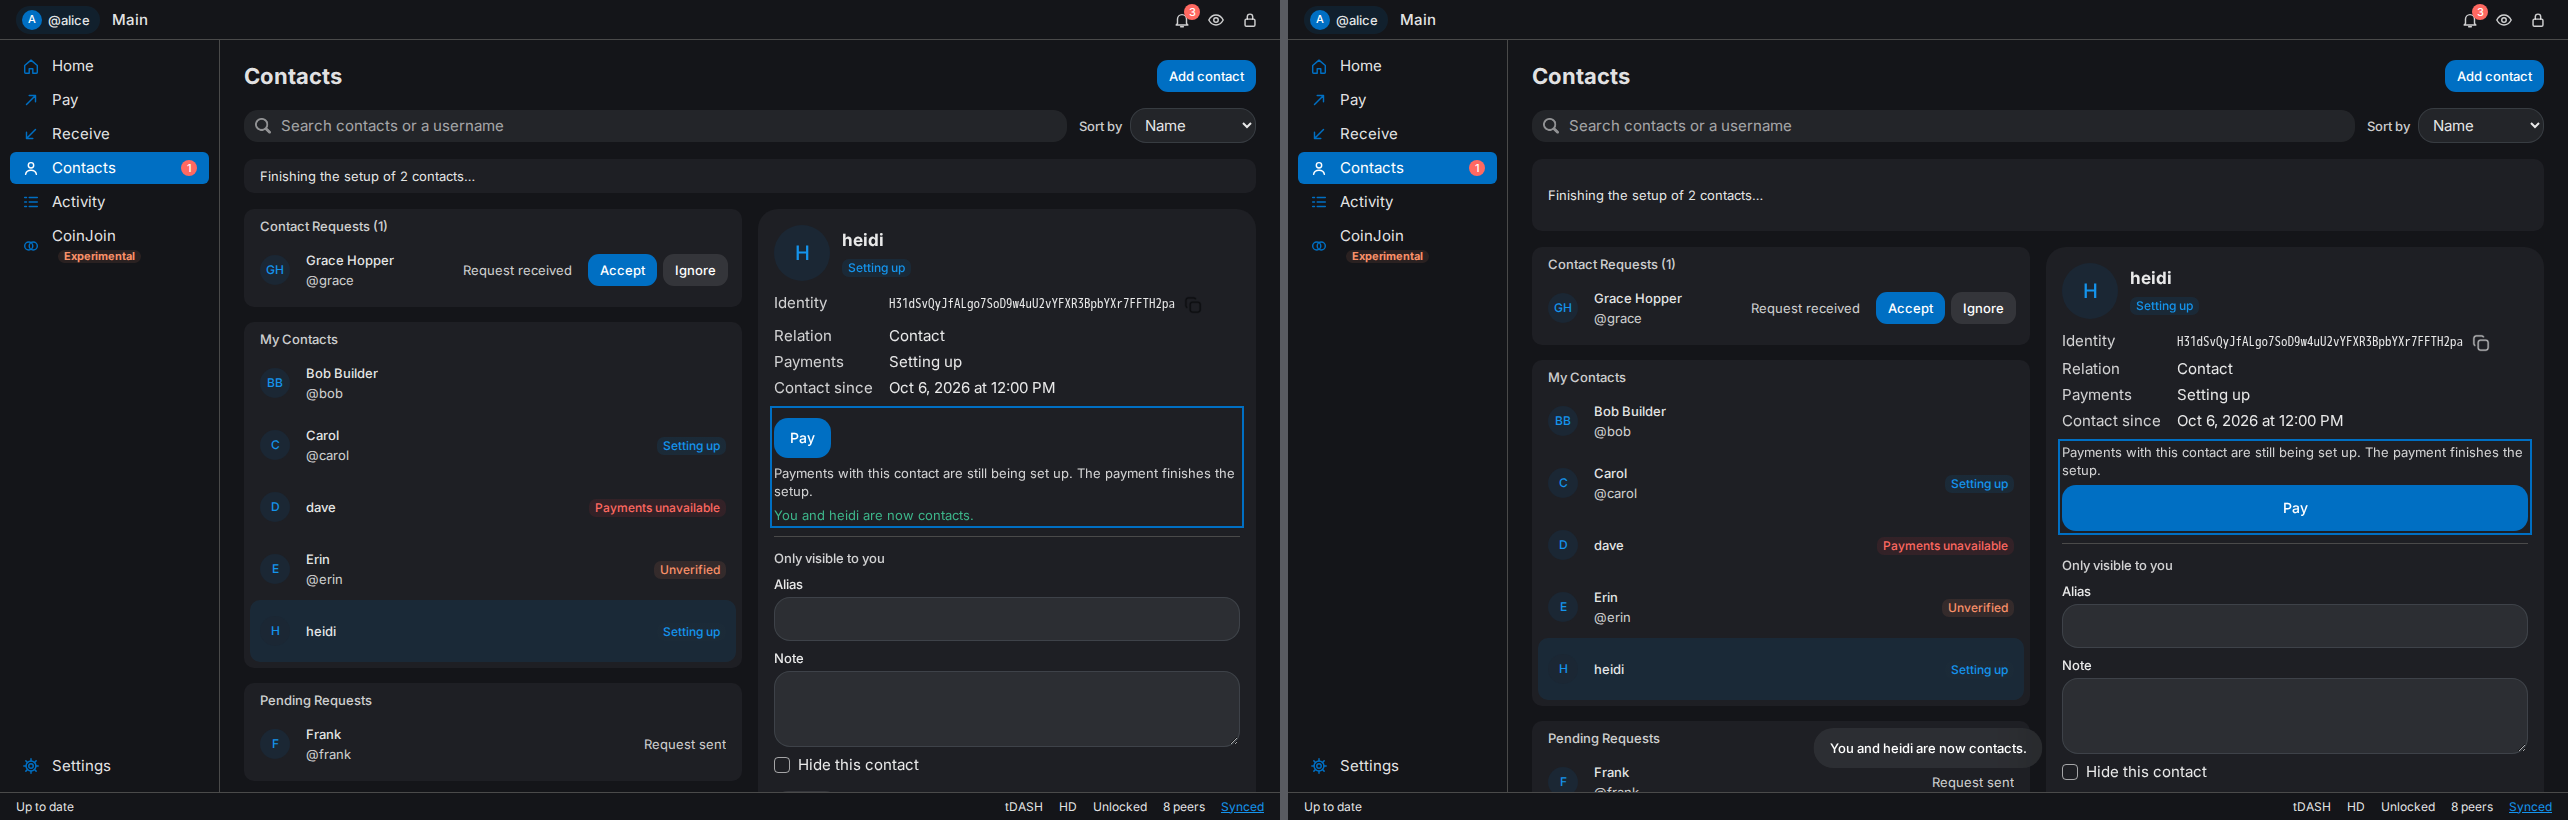 A @alice Main 3
Home
Pay
Receive
Contacts 1
Activity
CoinJoin
Experimental
Settings
Contacts
Add contact
Search contacts or a username
Sort by Name
Finishing the setup of 2 contacts...
Contact Requests (1)
GH Grace Hopper
@grace
Request received Accept Ignore
My Contacts
BB Bob Builder
@bob
C Carol
@carol
Setting up
D dave Payments unavailable
E Erin
@erin
Unverified
H heidi Setting up
Pending Requests
F Frank
@frank
Request sent
H heidi
Setting up
Identity H31dSvQyJfALgo7SoD9w4uU2vYFXR3BpbYXr7FFTH2pa
Relation Contact
Payments Setting up
Contact since Oct 6, 2026 at 12:00 PM
Pay
Payments with this contact are still being set up. The payment finishes the
setup.
You and heidi are now contacts.
Only visible to you
Alias
Note
Hide this contact
Up to date tDASH HD Unlocked 8 peers Synced
A @alice Main 3
Home
Pay
Receive
Contacts 1
Activity
CoinJoin
Experimental
Settings
Contacts
Add contact
Search contacts or a username
Sort by Name
Finishing the setup of 2 contacts...
Contact Requests (1)
GH Grace Hopper
@grace
Request received Accept Ignore
My Contacts
BB Bob Builder
@bob
C Carol
@carol
Setting up
D dave Payments unavailable
E Erin
@erin
Unverified
H heidi Setting up
Pending Requests
F Frank
@frank
Request sent
H heidi
Setting up
Identity H31dSvQyJfALgo7SoD9w4uU2vYFXR3BpbYXr7FFTH2pa
Relation Contact
Payments Setting up
Contact since Oct 6, 2026 at 12:00 PM
Payments with this contact are still being set up. The payment finishes the
setup.
Pay
Only visible to you
Alias
Note
You and heidi are now contacts.
Hide this contact
Up to date tDASH HD Unlocked 8 peers Synced